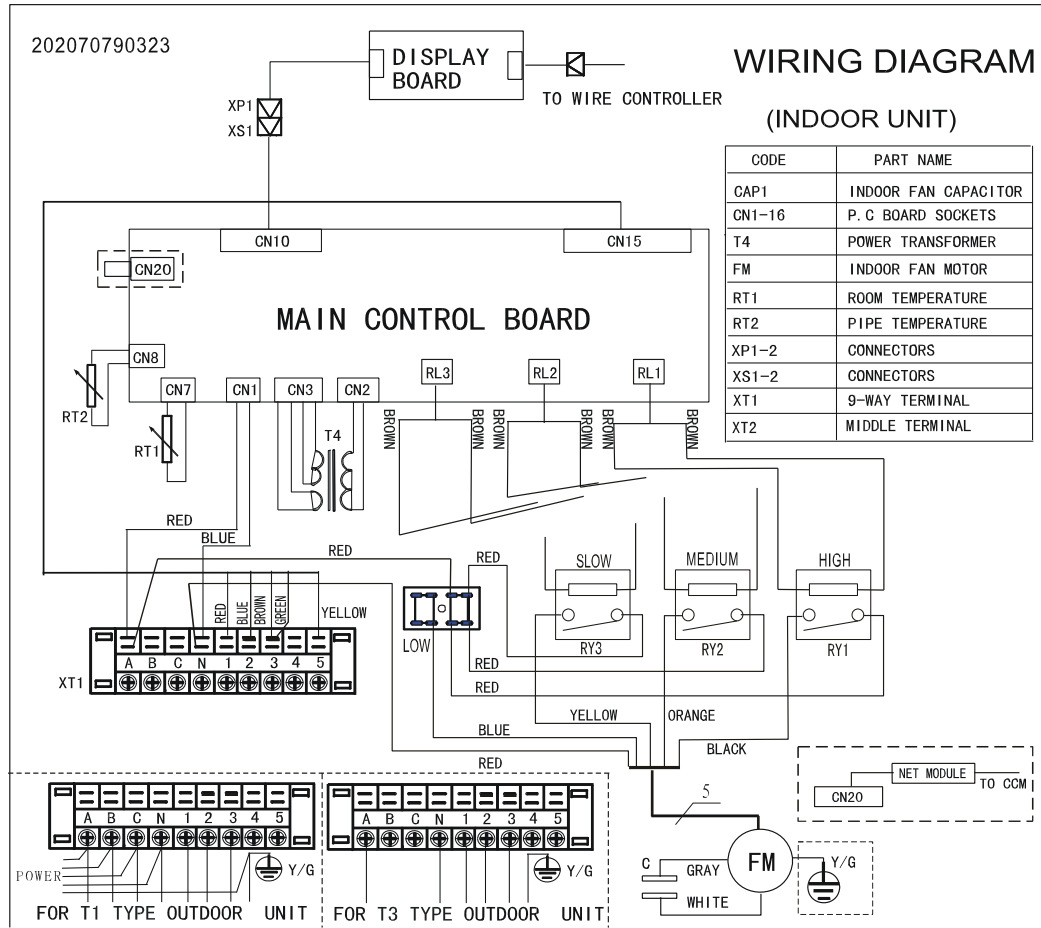 202070790323
DISPLAY
BOARD
TO WIRE CONTROLLER
WIRING DIAGRAM
(INDOOR UNIT)
XP1
XS1
CODE PART NAME
CAP1 INDOOR FAN CAPACITOR
CN1-16 P.C BOARD SOCKETS
T4 POWER TRANSFORMER
FM INDOOR FAN MOTOR
RT1 ROOM TEMPERATURE
RT2 PIPE TEMPERATURE
XP1-2 CONNECTORS
XS1-2 CONNECTORS
XT1 9-WAY TERMINAL
XT2 MIDDLE TERMINAL
CN10 CN15
CN20
MAIN CONTROL BOARD
CN8
CN7 CN1 CN3 CN2
RL3 RL2 RL1
RT2
RT1
T4
BROWN BROWN BROWN BROWN BROWN BROWN
RED
BLUE
RED
RED
SLOW MEDIUM HIGH
RED BLUE BROWN GREEN YELLOW
LOW
RY3 RY2 RY1
A B C N 1 2 3 4 5
XT1
RED
RED
YELLOW ORANGE
BLUE
BLACK
RED
NET MODULE TO CCM
CN20
5
A B C N 1 2 3 4 5
POWER
Y/G
FOR T1 TYPE OUTDOOR UNIT
A B C N 1 2 3 4 5
Y/G
FOR T3 TYPE OUTDOOR UNIT
C GRAY FM Y/G
WHITE